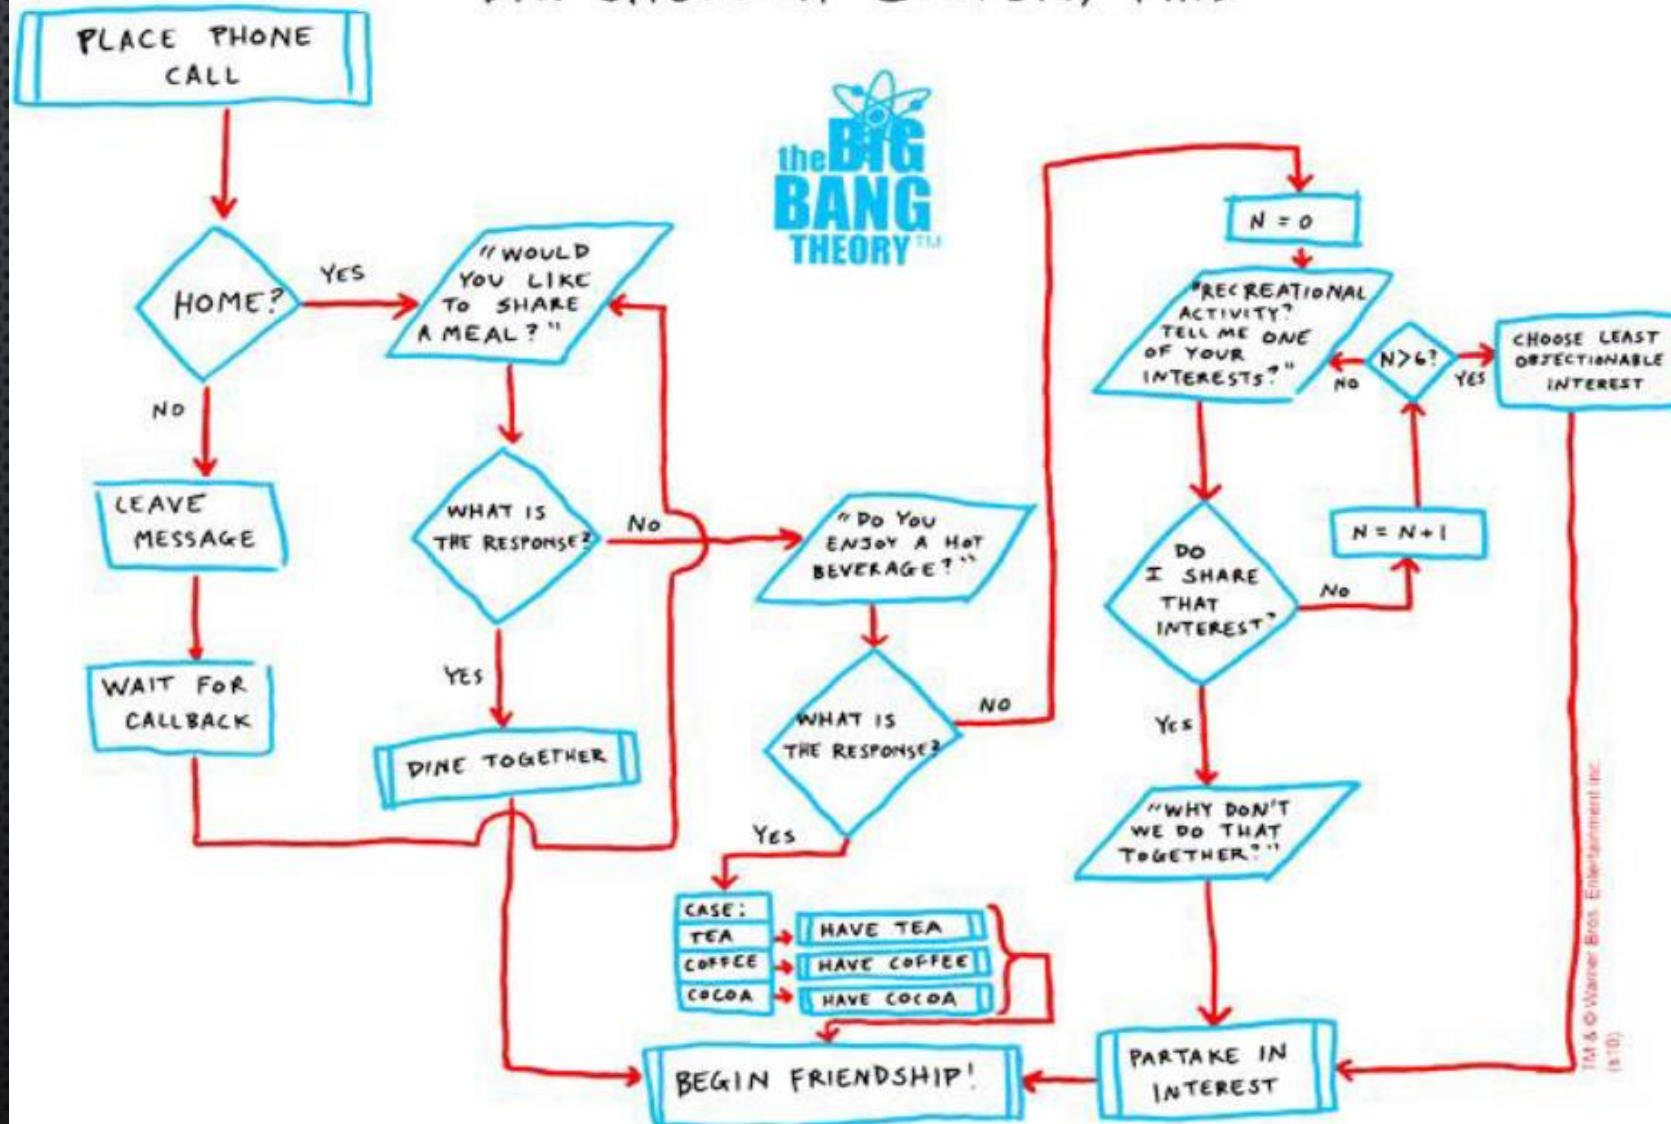 PLACE PHONE
CALL
HOME?
YES
NO
LEAVE
MESSAGE
WAIT FOR
CALLBACK
"WOULD
YOU LIKE
TO SHARE
A MEAL?"
WHAT IS
THE RESPONSE?
NO
YES
DINE TOGETHER
the BIG
BANG
THEORY™
"DO YOU
ENJOY A HOT
BEVERAGE?"
WHAT IS
THE RESPONSE?
NO
YES
CASE:
TEA
HAVE TEA
COFFEE
HAVE COFFEE
COCOA
HAVE COCOA
N = 0
"RECREATIONAL
ACTIVITY?
TELL ME ONE
OF YOUR
INTERESTS?"
N>6?
NO
YES
CHOOSE LEAST
OBJECTIONABLE
INTEREST
N = N+1
DO
I SHARE
THAT
INTEREST?
NO
YES
"WHY DON'T
WE DO THAT
TOGETHER?"
PARTAKE IN
INTEREST
BEGIN FRIENDSHIP!
TM & © Warner Bros. Entertainment Inc.
(s10)